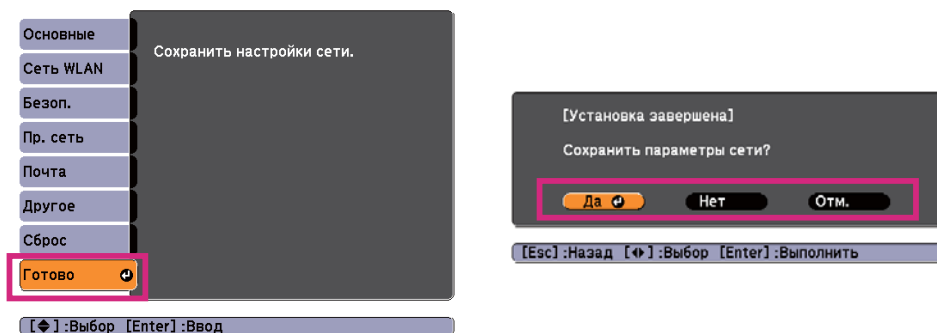 Основные
Сеть WLAN
Безоп.
Пр. сеть
Почта
Другое
Сброс
Готово
Сохранить настройки сети.
[◆]:Выбор [Enter]:Ввод
[Установка завершена]
Сохранить параметры сети?
Да Нет Отм.
[Esc]:Назад [◆]:Выбор [Enter]:Выполнить